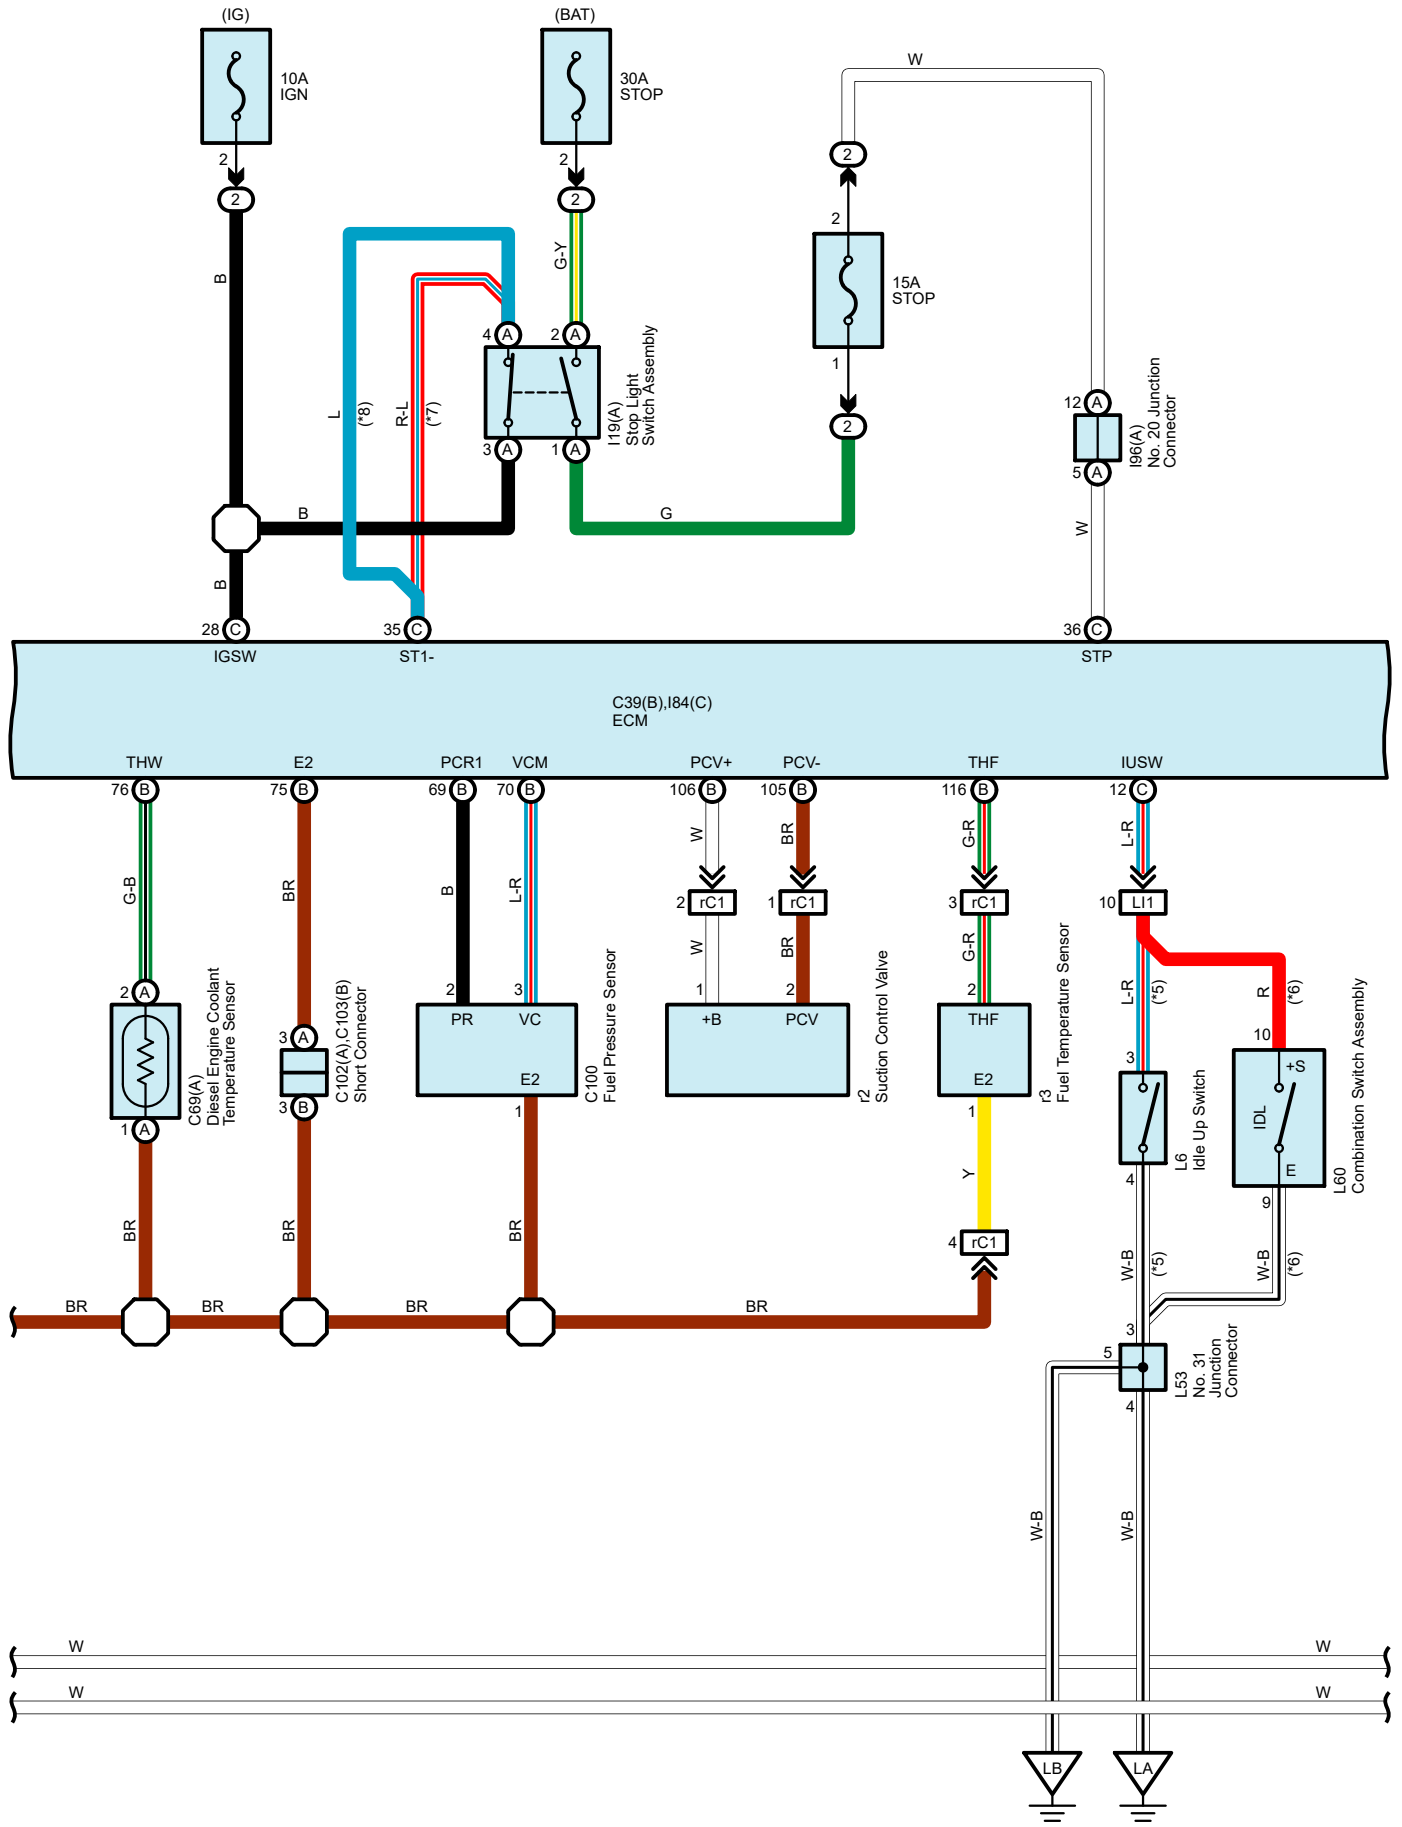 (IG)
(BAT)
10A
IGN
30A
STOP
W
2
2
2
2
2
2
B
G-Y
15A
STOP
1
2
L
(*8)
R-L
(*7)
4 A
2 A
3 A
1 A
I19(A)
Stop Light
Switch Assembly
12 A
5 A
I96(A)
No. 20 Junction
Connector
B
G
W
B
28 C
35 C
36 C
IGSW
ST1-
STP
C39(B),I84(C)
ECM
THW
E2
PCR1
VCM
PCV+
PCV-
THF
IUSW
76 B
75 B
69 B
70 B
106 B
105 B
116 B
12 C
G-B
BR
B
L-R
W
BR
G-R
L-R
2 rC1
1 rC1
3 rC1
10 LI1
W
BR
G-R
L-R
(*5)
R
(*6)
2 A
1 A
C69(A)
Diesel Engine Coolant
Temperature Sensor
3 A
3 B
C102(A),C103(B)
Short Connector
2
3
PR
VC
E2
1
C100
Fuel Pressure Sensor
1
2
+B
PCV
r2
Suction Control Valve
2
THF
E2
1
r3
Fuel Temperature Sensor
3
4
L6
Idle Up Switch
10
+S
IDL
E
9
L60
Combination Switch Assembly
Y
4 rC1
BR
BR
BR
W-B
(*5)
W-B
(*6)
BR
BR
BR
BR
3
5
4
L53
No. 31
Junction
Connector
W-B
W-B
W
W
W
W
LB
LA